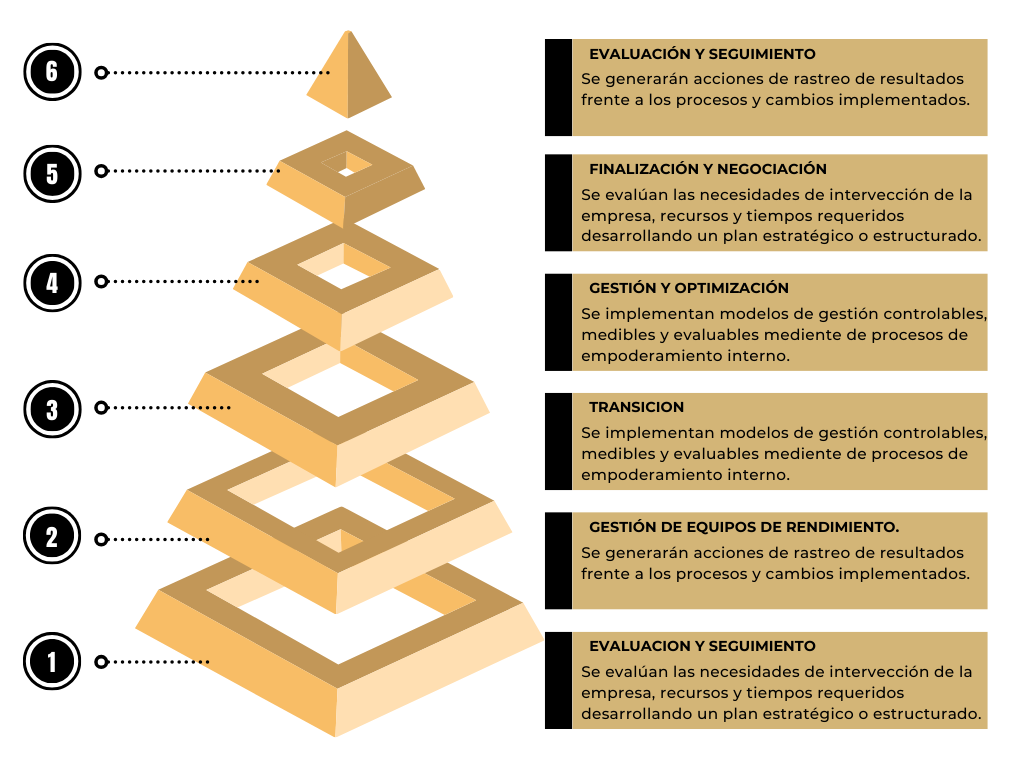 6
EVALUACIÓN Y SEGUIMIENTO
Se generarán acciones de rastreo de resultados
frente a los procesos y cambios implementados.
5
FINALIZACIÓN Y NEGOCIACIÓN
Se evalúan las necesidades de intervección de la
empresa, recursos y tiempos requeridos
desarrollando un plan estratégico o estructurado.
4
GESTIÓN Y OPTIMIZACIÓN
Se implementan modelos de gestión controlables,
medibles y evaluables mediente de procesos de
empoderamiento interno.
3
TRANSICION
Se implementan modelos de gestión controlables,
medibles y evaluables mediente de procesos de
empoderamiento interno.
2
GESTIÓN DE EQUIPOS DE RENDIMIENTO.
Se generarán acciones de rastreo de resultados
frente a los procesos y cambios implementados.
1
EVALUACION Y SEGUIMIENTO
Se evalúan las necesidades de intervección de la
empresa, recursos y tiempos requeridos
desarrollando un plan estratégico o estructurado.